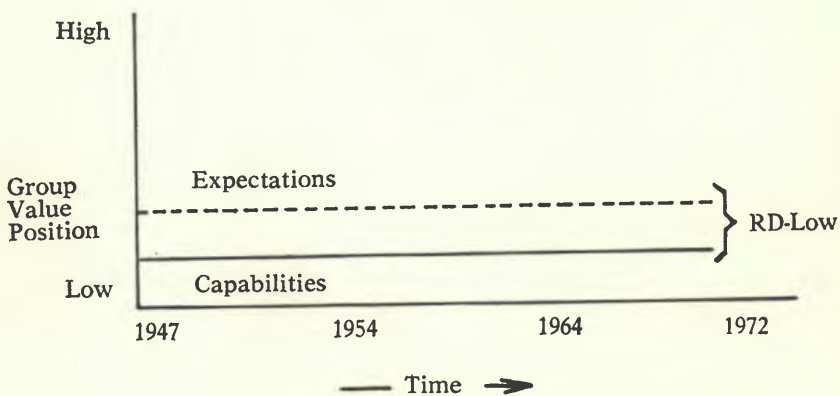 High
Expectations
Group
Value
Position
RD-Low
Low
Capabilities
1947 1954 1964 1972
Time